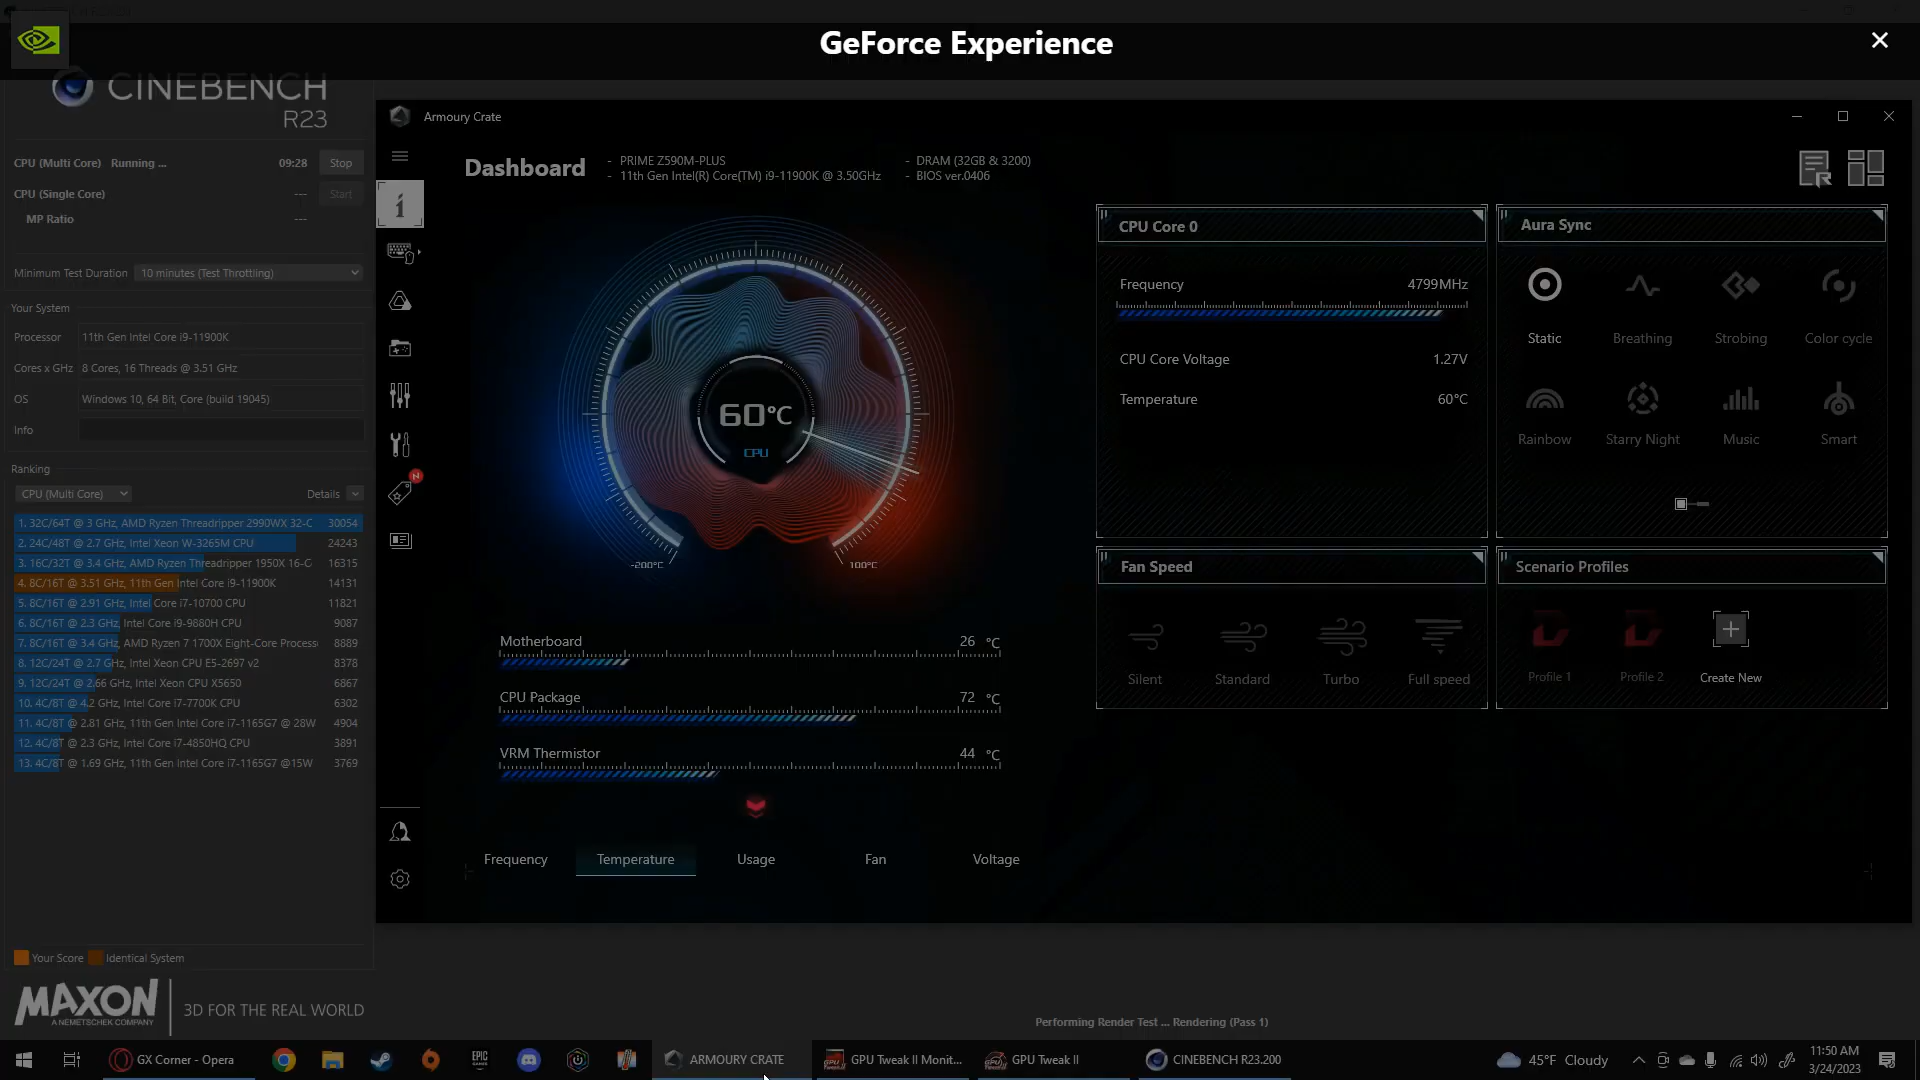 GeForce Experience
CINEBENCH
R23
CPU (Multi Core) Running ... 09:28 Stop
CPU (Single Core) --- Start
MP Ratio ---
Minimum Test Duration 10 minutes (Test Throttling)
Your System
Processor 11th Gen Intel Core i9-11900K
Cores x GHz 8 Cores, 16 Threads @ 3.51 GHz
OS Windows 10, 64 Bit, Core (build 19045)
Info
Ranking
CPU (Multi Core) Details
1. 32C/64T @ 3 GHz, AMD Ryzen Threadripper 2990WX 32-C 30054
2. 24C/48T @ 2.7 GHz, Intel Xeon W-3265M CPU 24243
3. 16C/32T @ 3.4 GHz, AMD Ryzen Threadripper 1950X 16-C 16315
4. 8C/16T @ 3.51 GHz, 11th Gen Intel Core i9-11900K 14131
5. 8C/16T @ 2.91 GHz, Intel Core i7-10700 CPU 11821
6. 8C/16T @ 2.3 GHz, Intel Core i9-9880H CPU 9087
7. 8C/16T @ 3.4 GHz, AMD Ryzen 7 1700X Eight-Core Process 8889
8. 12C/24T @ 2.7 GHz, Intel Xeon CPU E5-2697 v2 8378
9. 12C/24T @ 2.66 GHz, Intel Xeon CPU X5650 6867
10. 4C/8T @ 4.2 GHz, Intel Core i7-7700K CPU 6302
11. 4C/8T @ 2.81 GHz, 11th Gen Intel Core i7-1165G7 @ 28W 4904
12. 4C/8T @ 2.3 GHz, Intel Core i7-4850HQ CPU 3891
13. 4C/8T @ 1.69 GHz, 11th Gen Intel Core i7-1165G7 @15W 3769
Your Score Identical System
MAXON
A NEMETSCHEK COMPANY
3D FOR THE REAL WORLD
Armoury Crate
Dashboard
- PRIME Z590M-PLUS
- 11th Gen Intel(R) Core(TM) i9-11900K @ 3.50GHz
- DRAM (32GB & 3200)
- BIOS ver.0406
N
60°C
CPU
-200°C 100°C
Motherboard 26 °C
CPU Package 72 °C
VRM Thermistor 44 °C
Frequency Temperature Usage Fan Voltage
CPU Core 0
Frequency 4799MHz
CPU Core Voltage 1.27V
Temperature 60°C
Aura Sync
Static Breathing Strobing Color cycle
Rainbow Starry Night Music Smart
Fan Speed
Silent Standard Turbo Full speed
Scenario Profiles
Profile 1 Profile 2 Create New
Performing Render Test ... Rendering (Pass 1)
GX Corner - Opera
EPIC
ARMOURY CRATE
GPU Tweak II Monit...
GPU Tweak II
CINEBENCH R23.200
45°F Cloudy
11:50 AM
3/24/2023